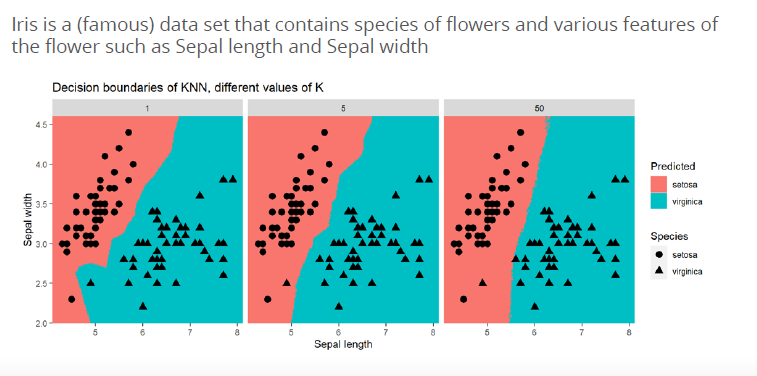 Iris is a (famous) data set that contains species of flowers and various features of
the flower such as Sepal length and Sepal width
Decision boundaries of KNN, different values of K
1 5 50
4.5
4.0
3.5
3.0
2.5
2.0
Sepal width
5 6 7 8 5 6 7 8 5 6 7 8
Sepal length
Predicted
setosa
virginica
Species
setosa
virginica